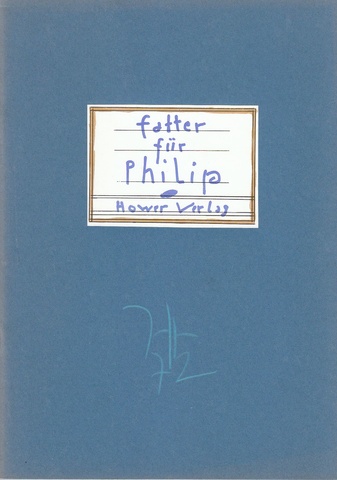 fatter
für
Philip
Hower Verlag